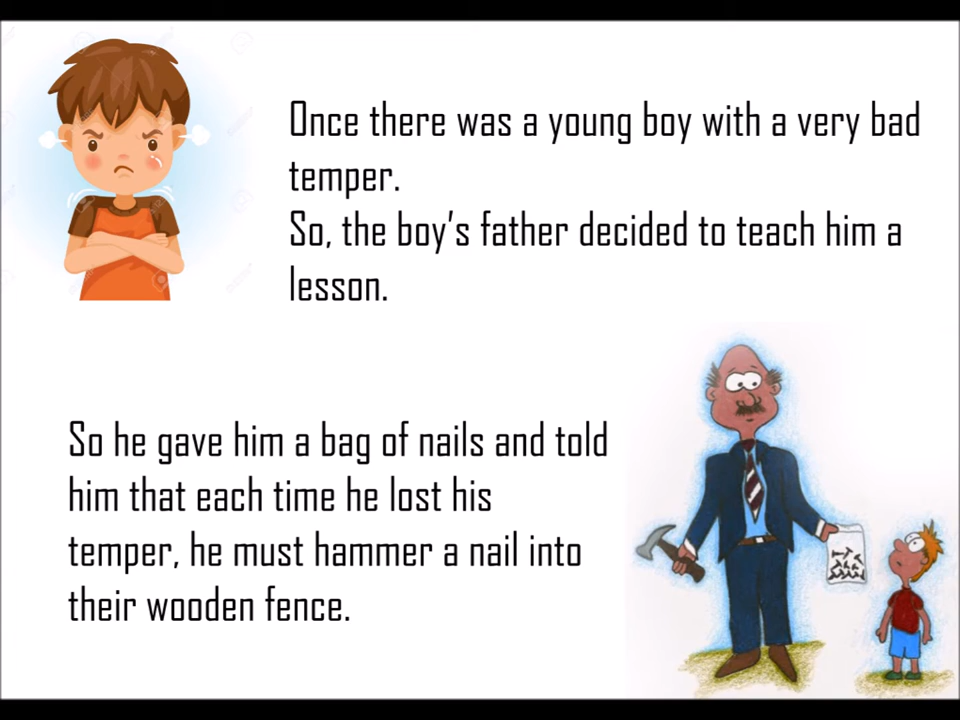 Once there was a young boy with a very bad
temper.
So, the boy’s father decided to teach him a
lesson.
So he gave him a bag of nails and told
him that each time he lost his
temper, he must hammer a nail into
their wooden fence.